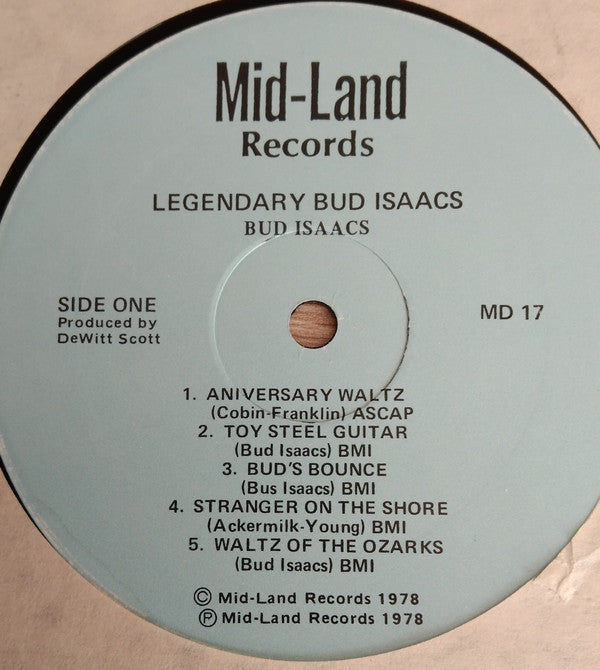 Mid-Land
Records
LEGENDARY BUD ISAACS
BUD ISAACS
SIDE ONE
Produced by
DeWitt Scott
MD 17
1. ANIVERSARY WALTZ
(Cobin-Franklin) ASCAP
2. TOY STEEL GUITAR
(Bud Isaacs) BMI
3. BUD'S BOUNCE
(Bus Isaacs) BMI
4. STRANGER ON THE SHORE
(Ackermilk-Young) BMI
5. WALTZ OF THE OZARKS
(Bud Isaacs) BMI
Ⓒ Mid-Land Records 1978
Ⓟ Mid-Land Records 1978